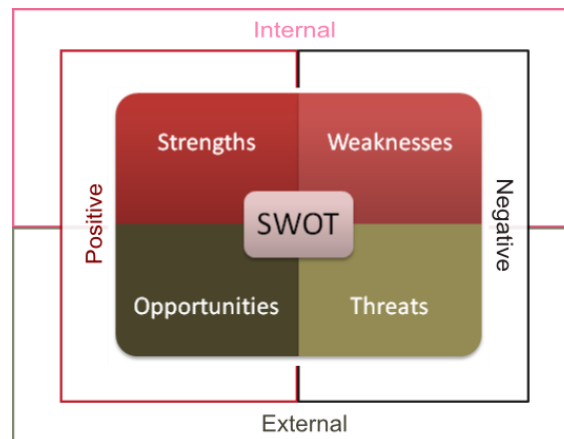 Internal
Strengths
Weaknesses
Positive
SWOT
Negative
Opportunities
Threats
External